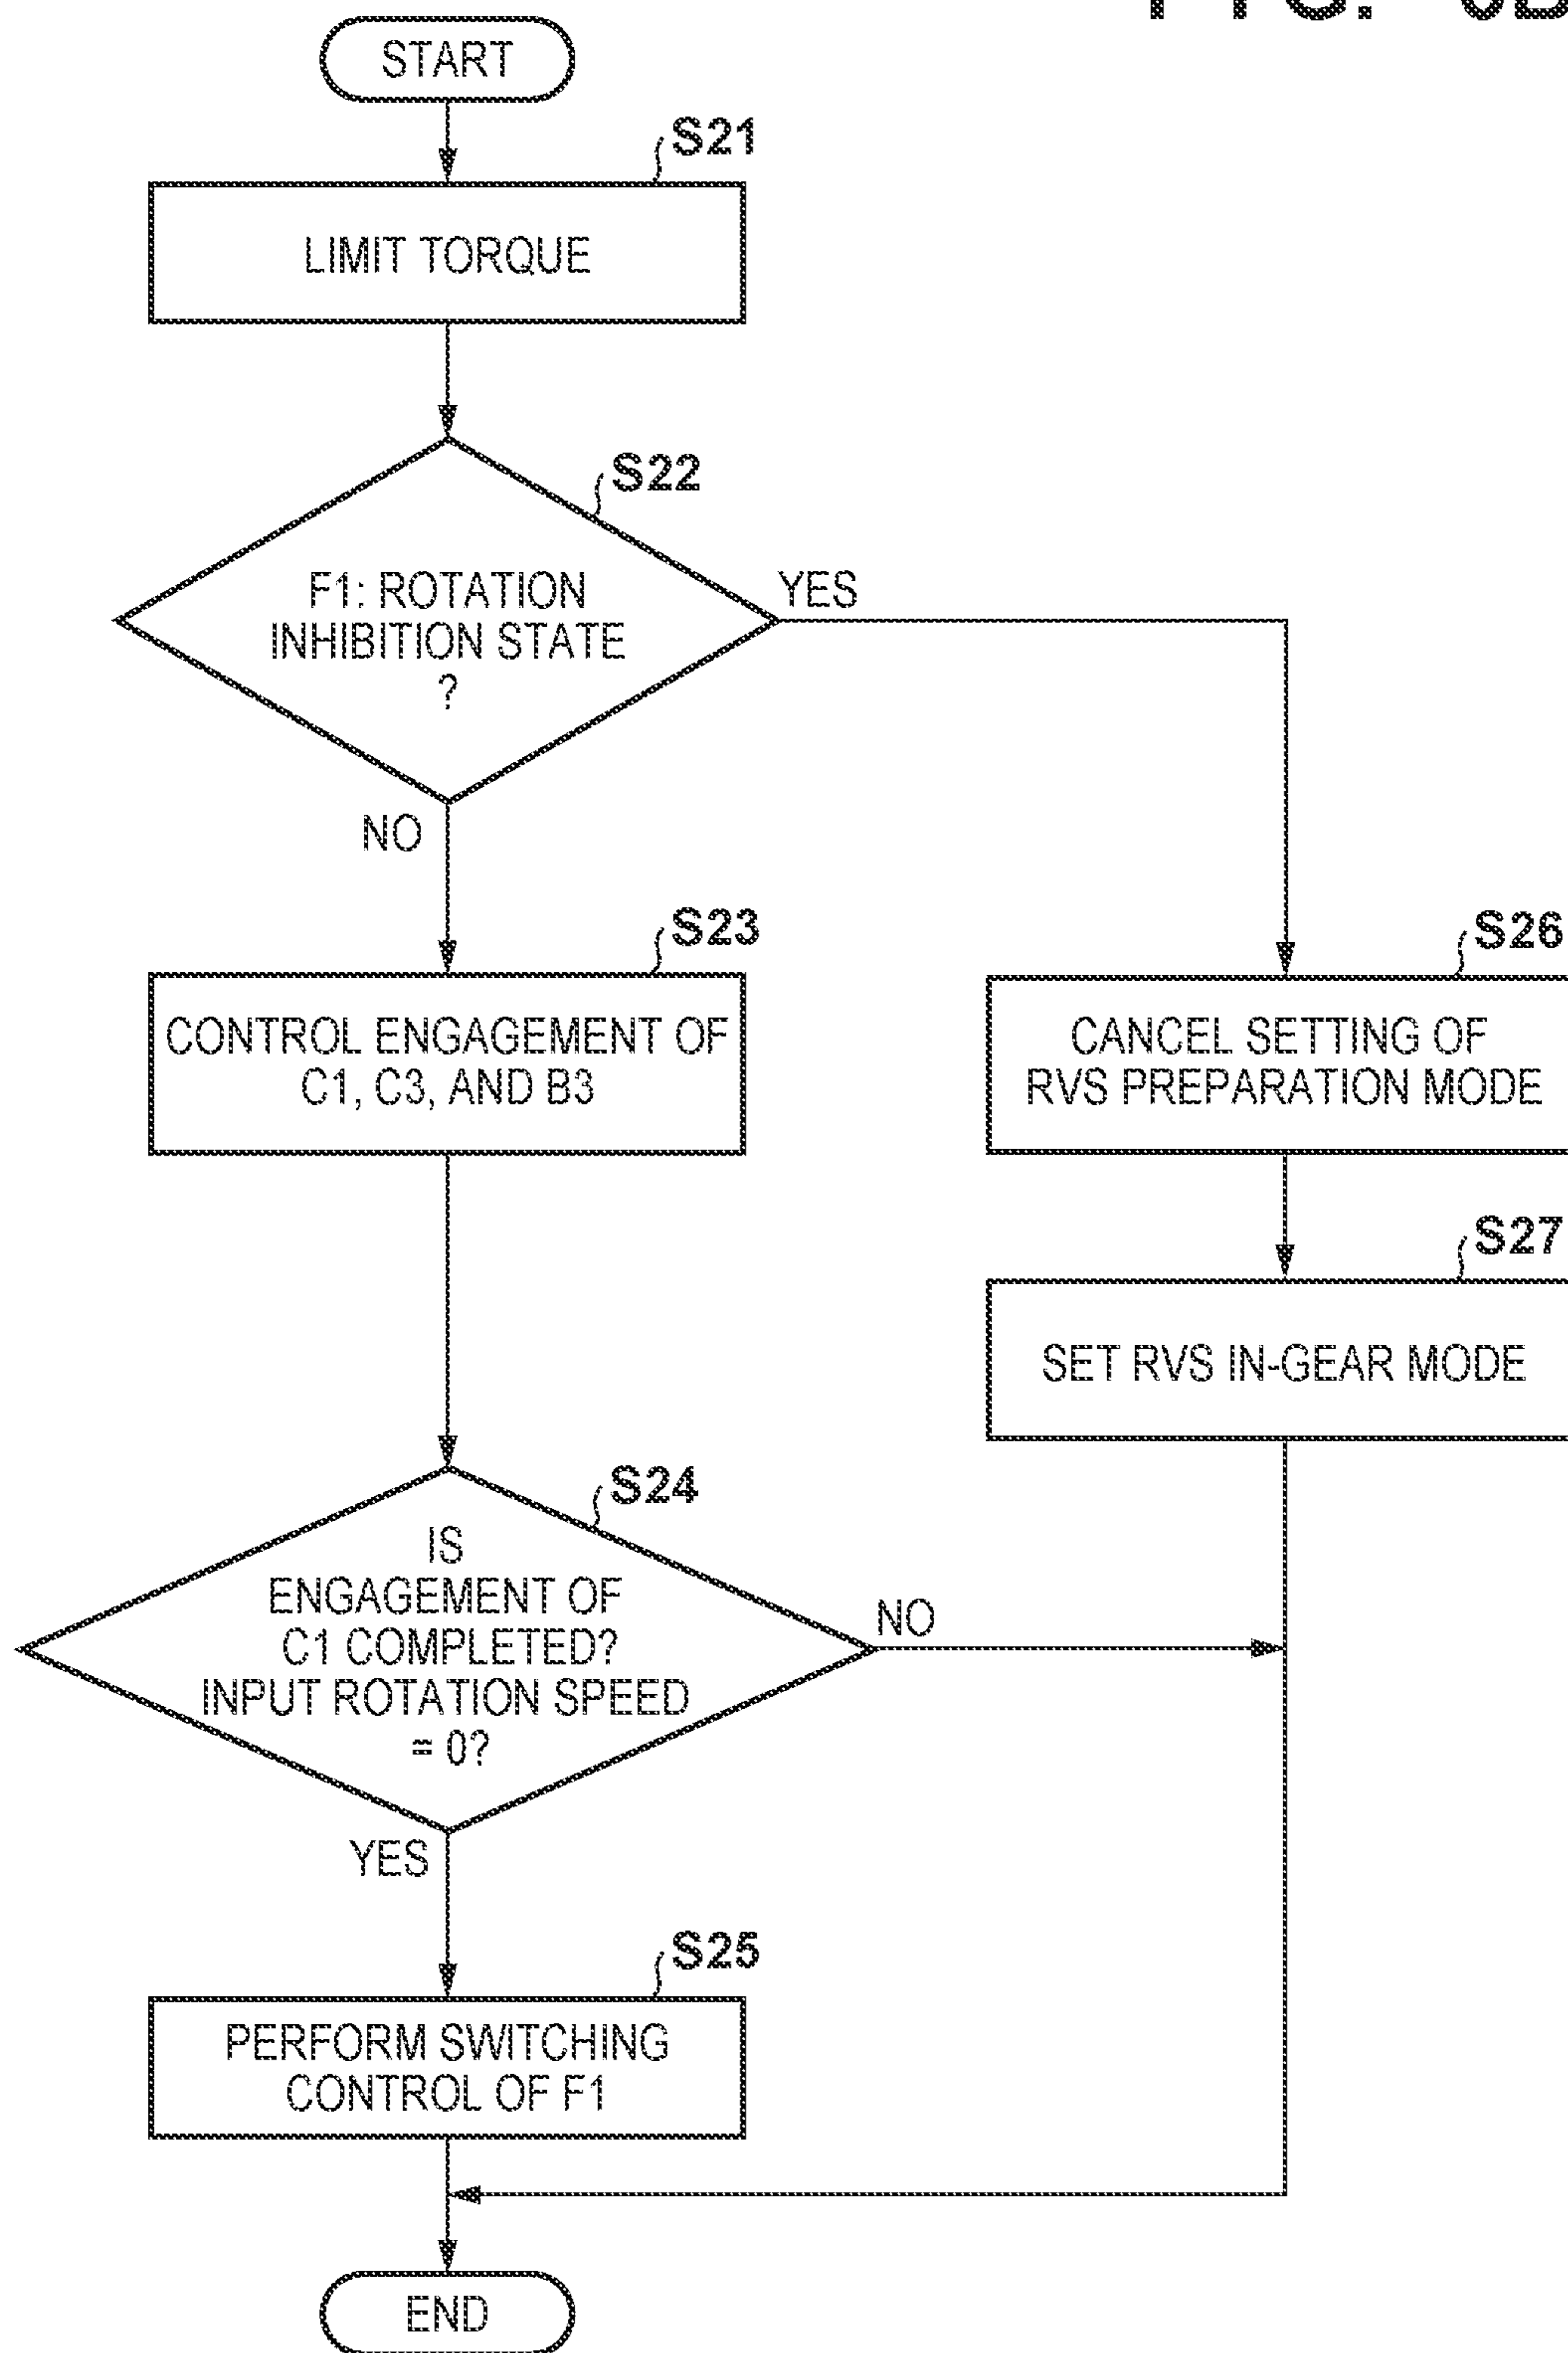 START
S21
LIMIT TORQUE
S22
F1: ROTATION
INHIBITION STATE
?
YES
NO
S23
CONTROL ENGAGEMENT OF
C1, C3, AND B3
S26
CANCEL SETTING OF
RVS PREPARATION MODE
S27
SET RVS IN-GEAR MODE
S24
IS
ENGAGEMENT OF
C1 COMPLETED?
INPUT ROTATION SPEED
= 0?
NO
YES
S25
PERFORM SWITCHING
CONTROL OF F1
END